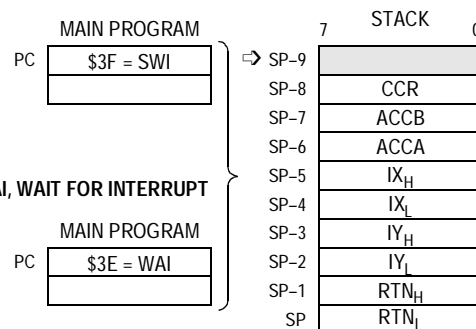 MAIN PROGRAM
PC $3F = SWI
AI, WAIT FOR INTERRUPT
MAIN PROGRAM
PC $3E = WAI
7 STACK 0
SP–9
SP–8 CCR
SP–7 ACCB
SP–6 ACCA
SP–5 IXH
SP–4 IXL
SP–3 IYH
SP–2 IYL
SP–1 RTNH
SP RTNL